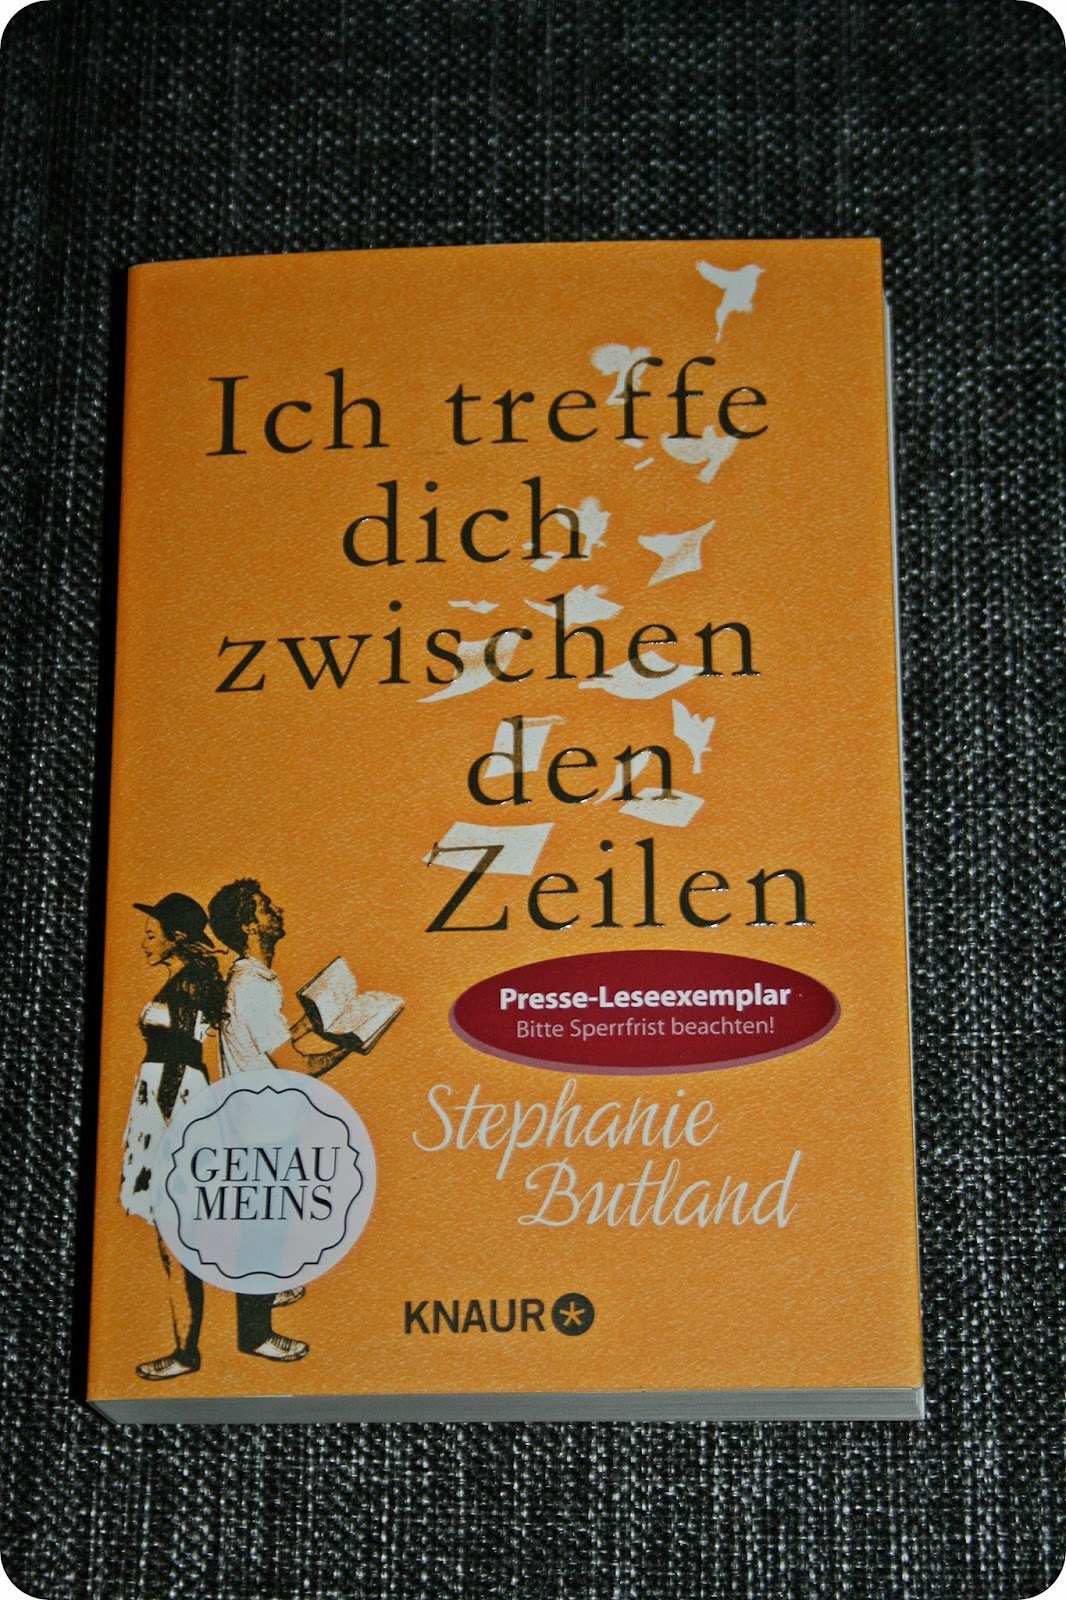 Ich treffe
dich
zwischen
den
Zeilen
Presse-Leseexemplar
Bitte Sperrfrist beachten!
Stephanie
Butland
GENAU
MEINS
KNAUR